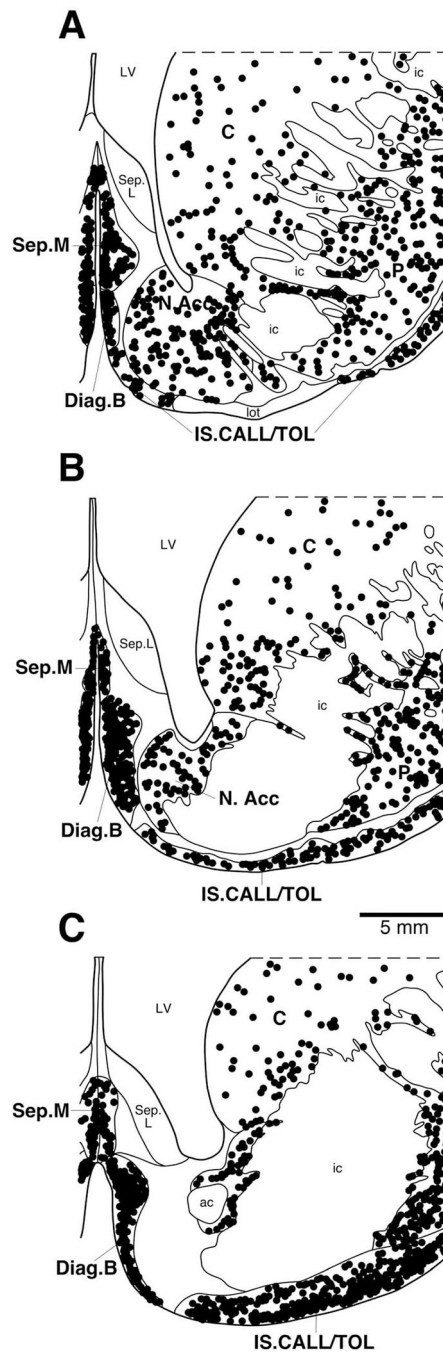 A
LV
ic
C
Sep.
L
ic
Sep.M
ic
P
N.Acc
ic
Diag.B
lot
IS.CALL/TOL
B
LV
C
Sep.L
Sep.M
ic
P
N. Acc
Diag.B
IS.CALL/TOL
C
5 mm
LV
C
Sep.
L
Sep.M
ic
ac
Diag.B
IS.CALL/TOL